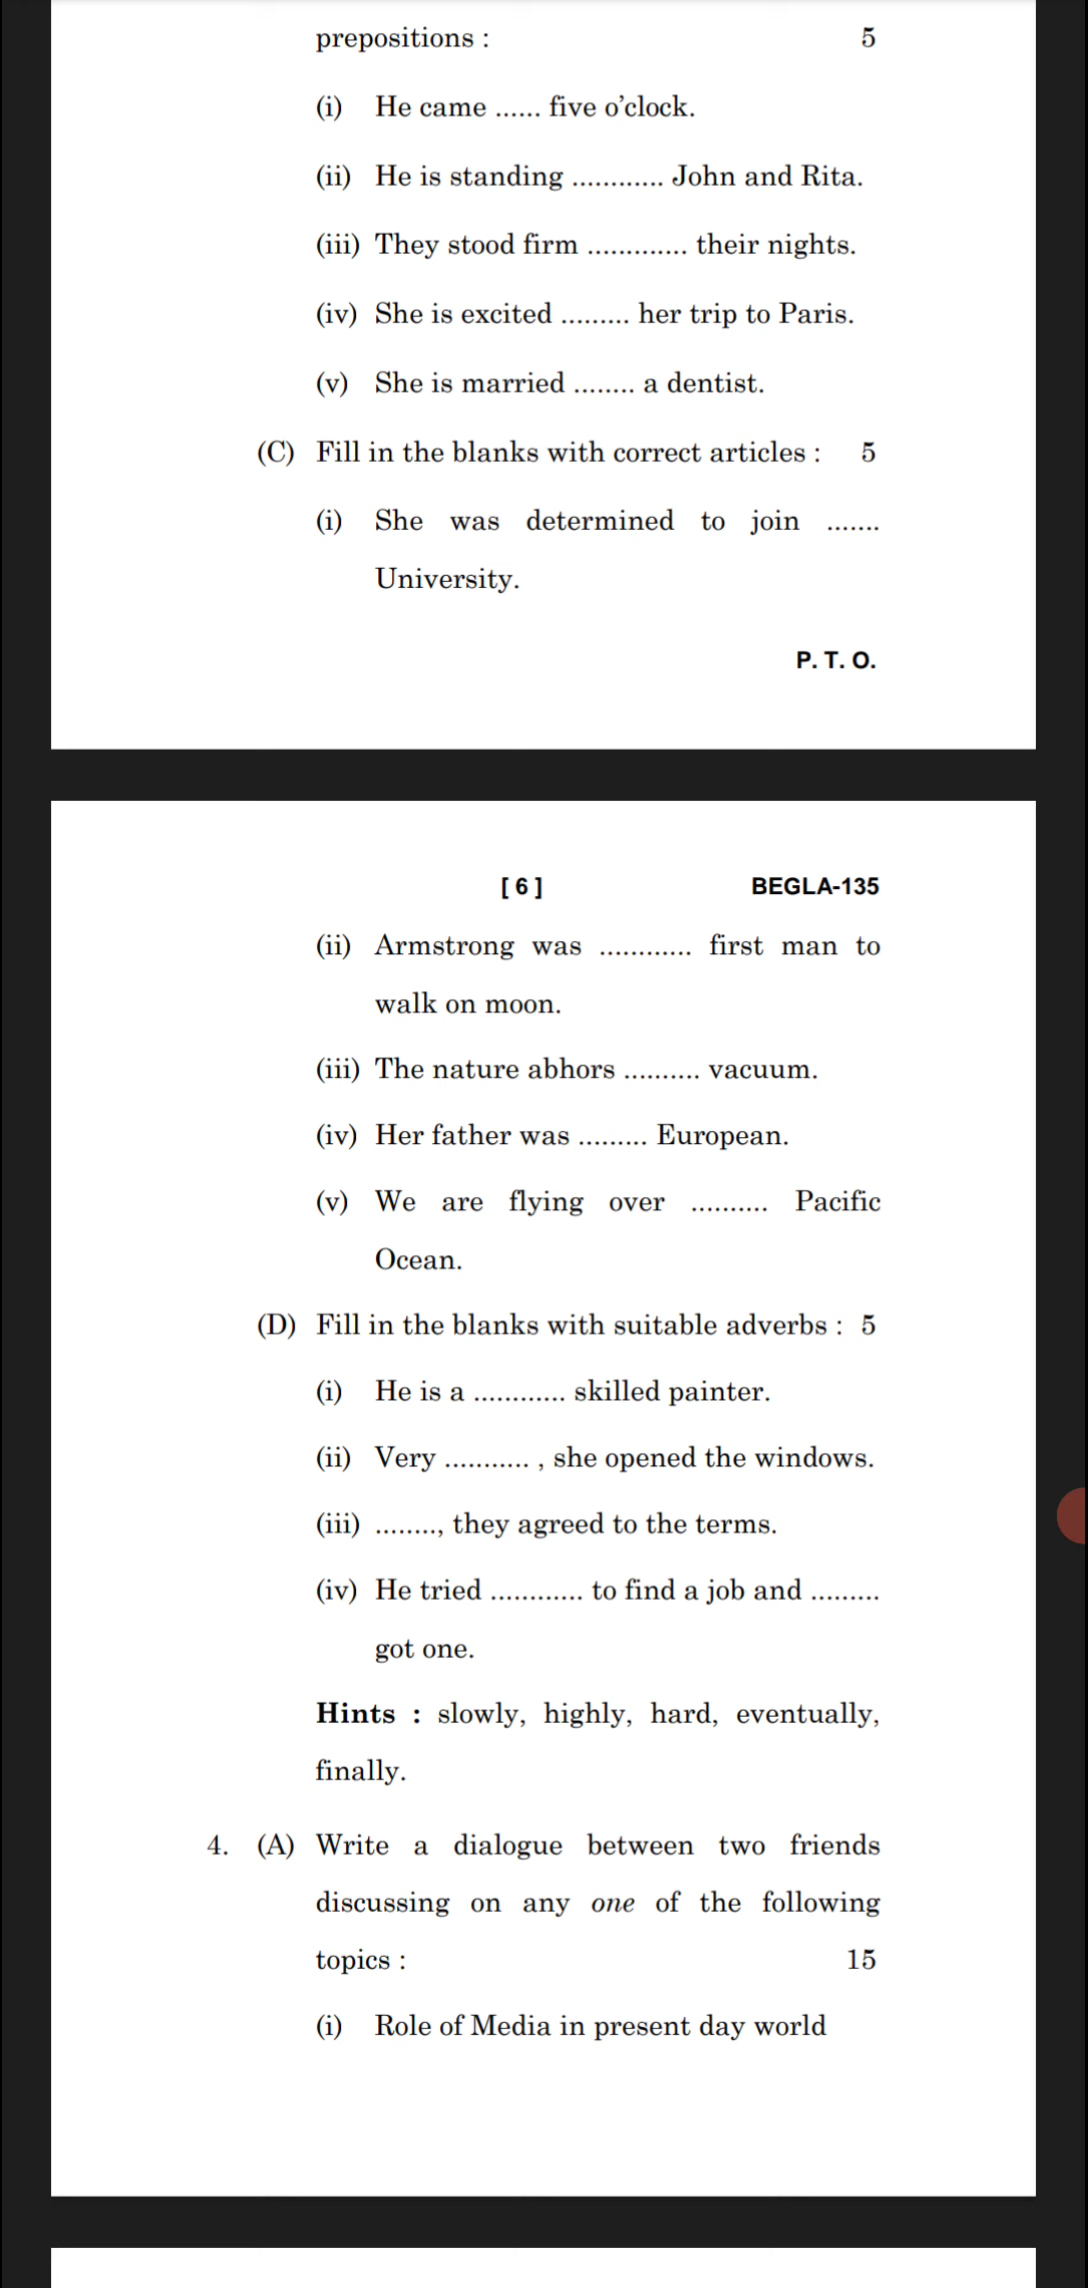 prepositions : 5
(i) He came ...... five o’clock.
(ii) He is standing ............ John and Rita.
(iii) They stood firm ............. their nights.
(iv) She is excited ......... her trip to Paris.
(v) She is married ........ a dentist.
(C) Fill in the blanks with correct articles : 5
(i) She was determined to join .......
University.
P. T. O.
[ 6 ] BEGLA-135
(ii) Armstrong was ............ first man to
walk on moon.
(iii) The nature abhors .......... vacuum.
(iv) Her father was ......... European.
(v) We are flying over .......... Pacific
Ocean.
(D) Fill in the blanks with suitable adverbs : 5
(i) He is a ............ skilled painter.
(ii) Very ........... , she opened the windows.
(iii) ........, they agreed to the terms.
(iv) He tried ............ to find a job and .........
got one.
Hints : slowly, highly, hard, eventually,
finally.
4. (A) Write a dialogue between two friends
discussing on any one of the following
topics : 15
(i) Role of Media in present day world